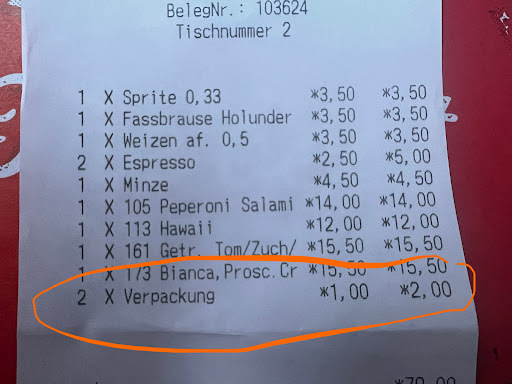 BelegNr.: 103624
Tischnummer 2
1 X Sprite 0,33 *3,50 *3,50
1 X Fassbrause Holunder *3,50 *3,50
1 X Weizen af. 0,5 *3,50 *3,50
2 X Espresso *2,50 *5,00
1 X Minze *4,50 *4,50
1 X 105 Peperoni Salami *14,00 *14,00
1 X 113 Hawaii *12,00 *12,00
1 X 161 Getr. Tom/Zuch/ *15,50 *15,50
1 X 173 Bianca,Prosc.Cr *15,50 *15,50
2 X Verpackung *1,00 *2,00